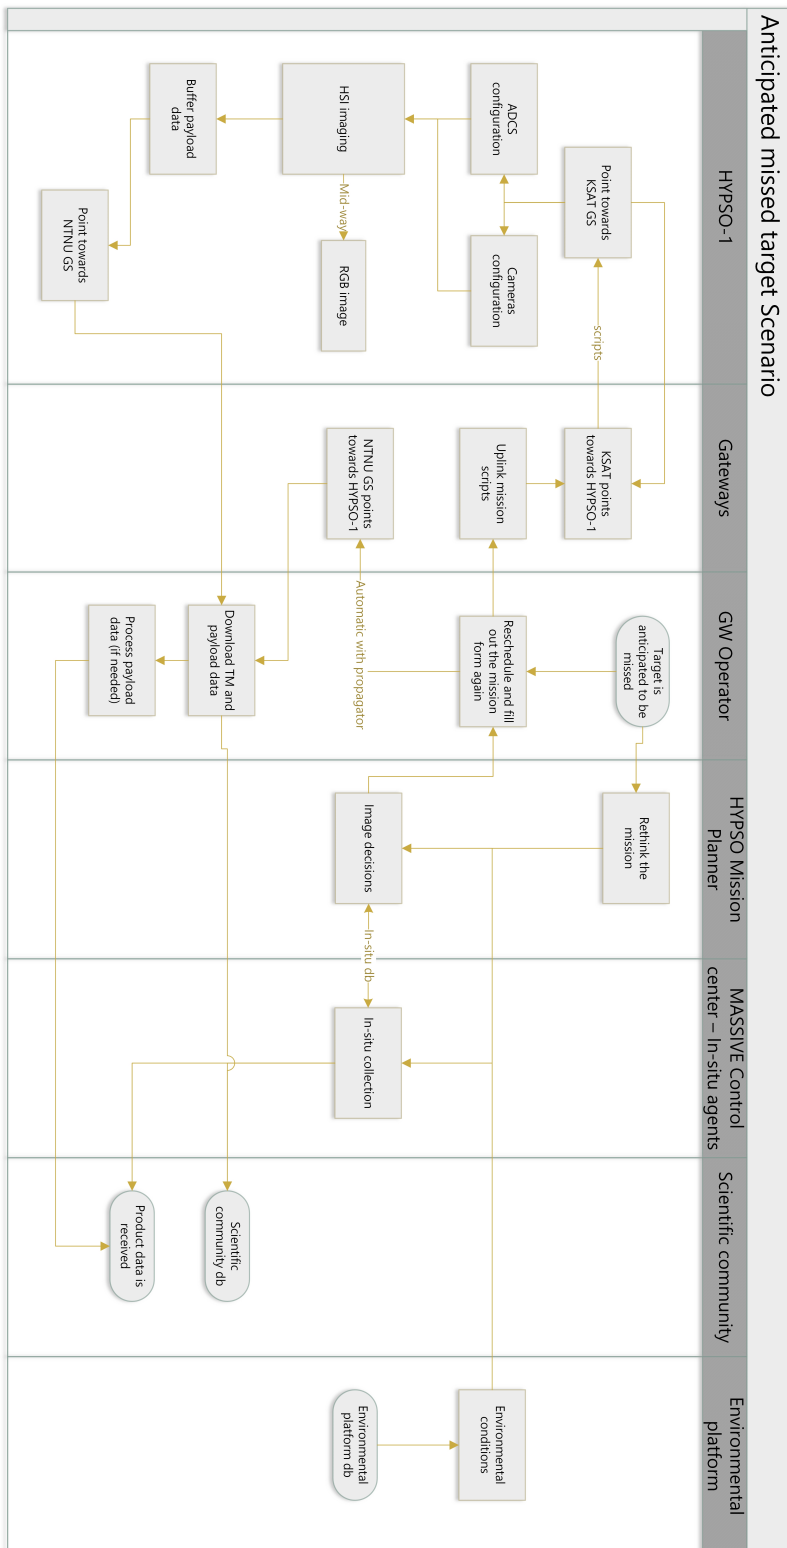 Anticipated missed target Scenario
HYPSO-1
Gateways
GW Operator
HYPSO Mission
Planner
MASSIVE Control
center – In-situ agents
Scientific community
Environmental
platform
Point towards
KSAT GS
scripts
KSAT points
towards HYPSO-1
Target is
anticipated to be
missed
Rethink the
mission
ADCS
configuration
Cameras
configuration
Uplink mission
scripts
Reschedule and fill
out the mission
form again
Environmental
conditions
HSI imaging
Mid-way
RGB image
NTNU GS points
towards HYPSO-1
Automatic with propagator
Image decisions
In-situ db
In-situ collection
Environmental
platform db
Buffer payload
data
Download TM and
payload data
Scientific
community db
Point towards
NTNU GS
Process payload
data (if needed)
Product data is
received